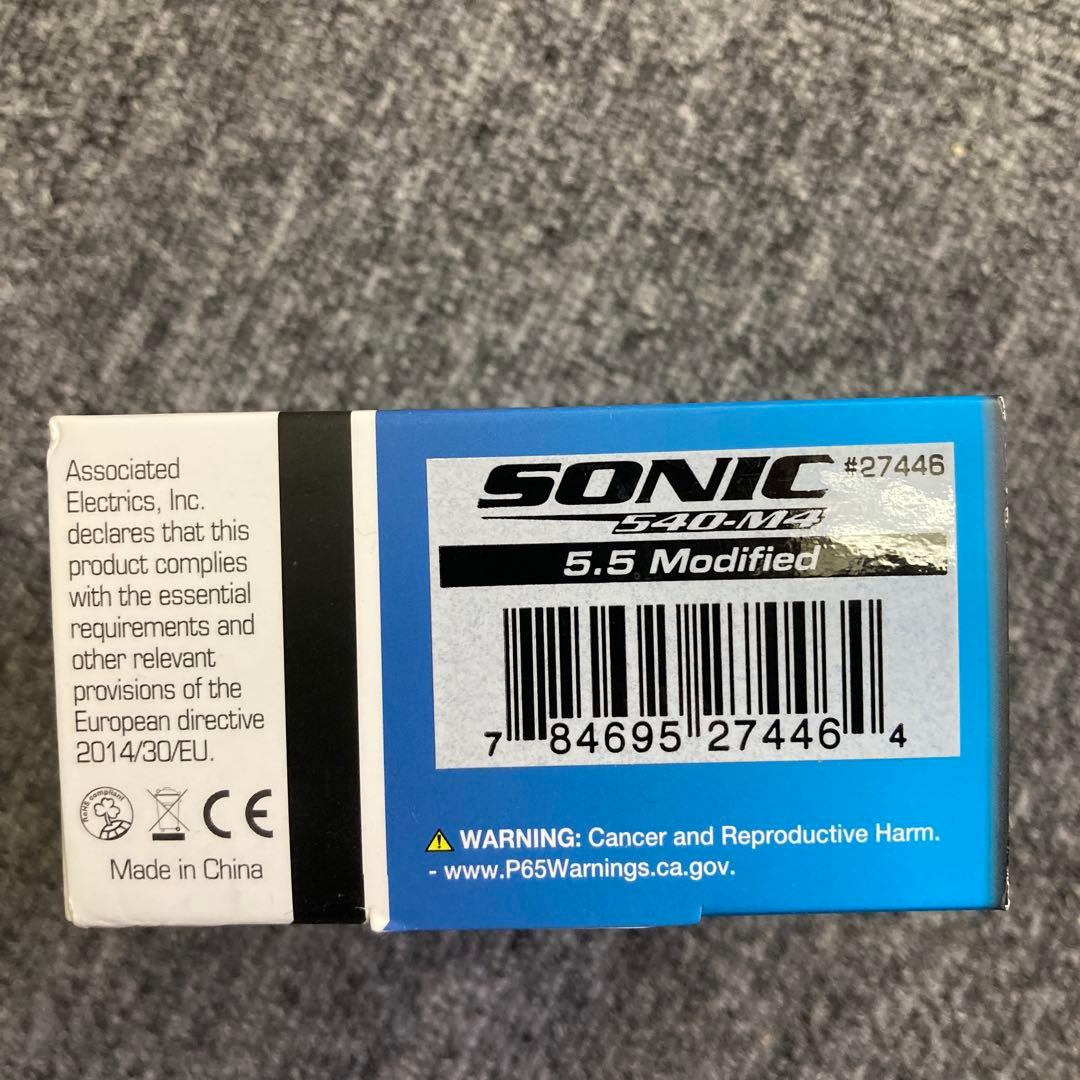 Associated
Electrics, Inc.
declares that this
product complies
with the essential
requirements and
other relevant
provisions of the
European directive
2014/30/EU.
RoHS compliant
CE
Made in China
SONIC #27446
540-M4
5.5 Modified
7 84695 27446 4
WARNING: Cancer and Reproductive Harm.
- www.P65Warnings.ca.gov.